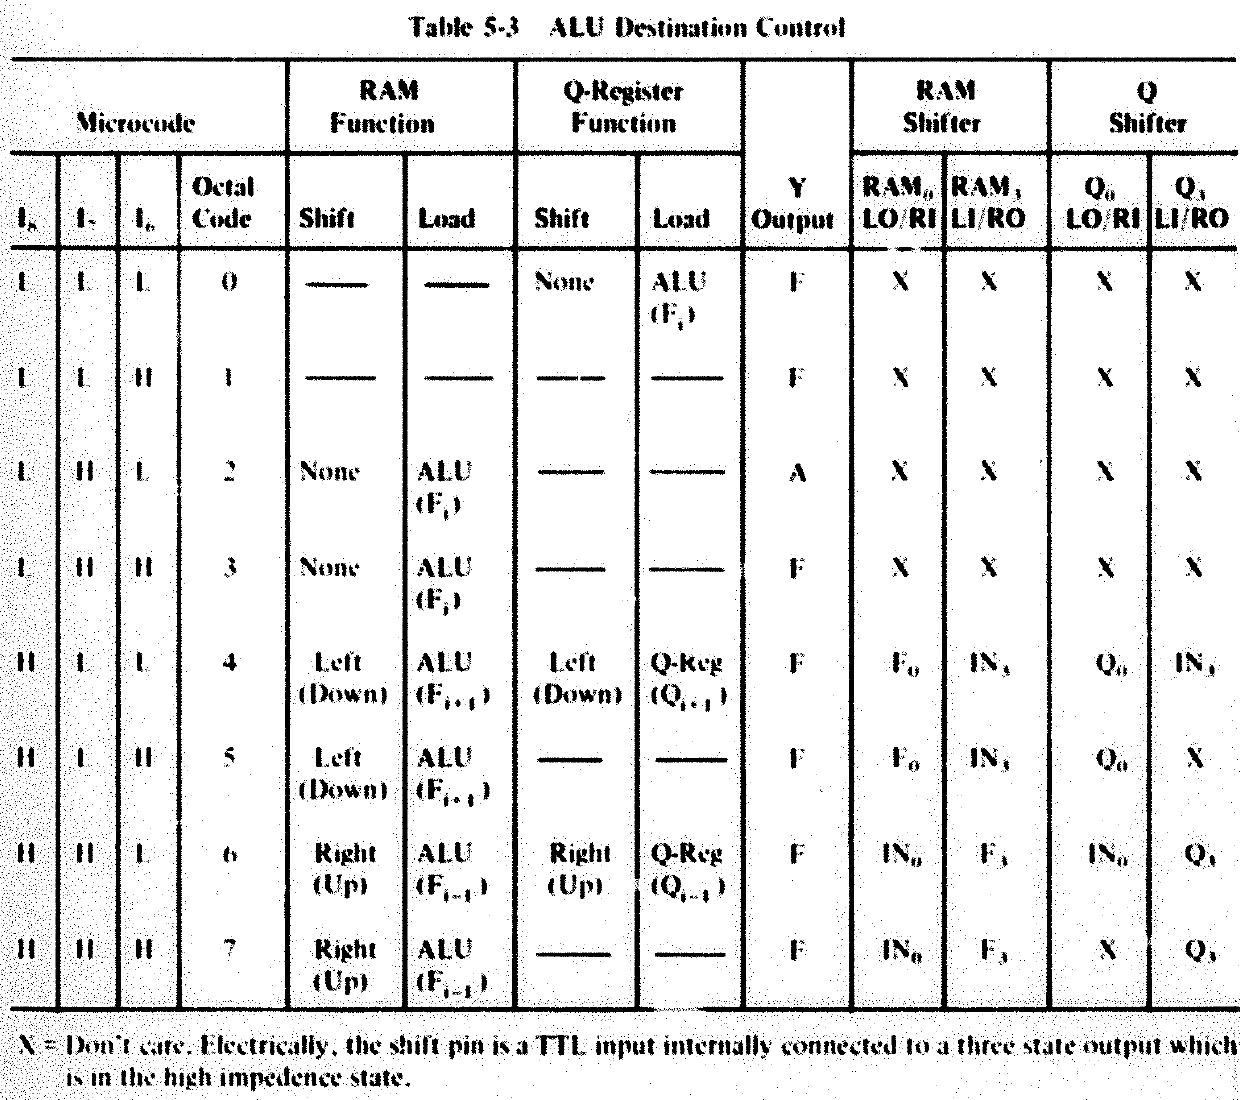 Table 5-3 ALU Destination Control
Microcode RAM Function Q-Register Function Y Output RAM Shifter Q Shifter
I₈ I₇ I₆ Octal Code Shift Load Shift Load RAM₀ LO/RI RAM₃ LI/RO Q₀ LO/RI Q₃ LI/RO
L L L 0 — — None ALU (Fᵢ) F X X X X
L L H 1 — — — — F X X X X
L H L 2 None ALU (Fᵢ) — — A X X X X
L H H 3 None ALU (Fᵢ) — — F X X X X
H L L 4 Left (Down) ALU (Fᵢ₊₁) Left (Down) Q-Reg (Qᵢ₊₁) F F₀ IN₃ Q₀ IN₃
H L H 5 Left (Down) ALU (Fᵢ₊₁) — — F F₀ IN₃ Q₀ X
H H L 6 Right (Up) ALU (Fᵢ₋₁) Right (Up) Q-Reg (Qᵢ₋₁) F IN₀ F₃ IN₀ Q₃
H H H 7 Right (Up) ALU (Fᵢ₋₁) — — F IN₀ F₃ X Q₃
X = Don't care. Electrically, the shift pin is a TTL input internally connected to a three state output which
is in the high impedence state.